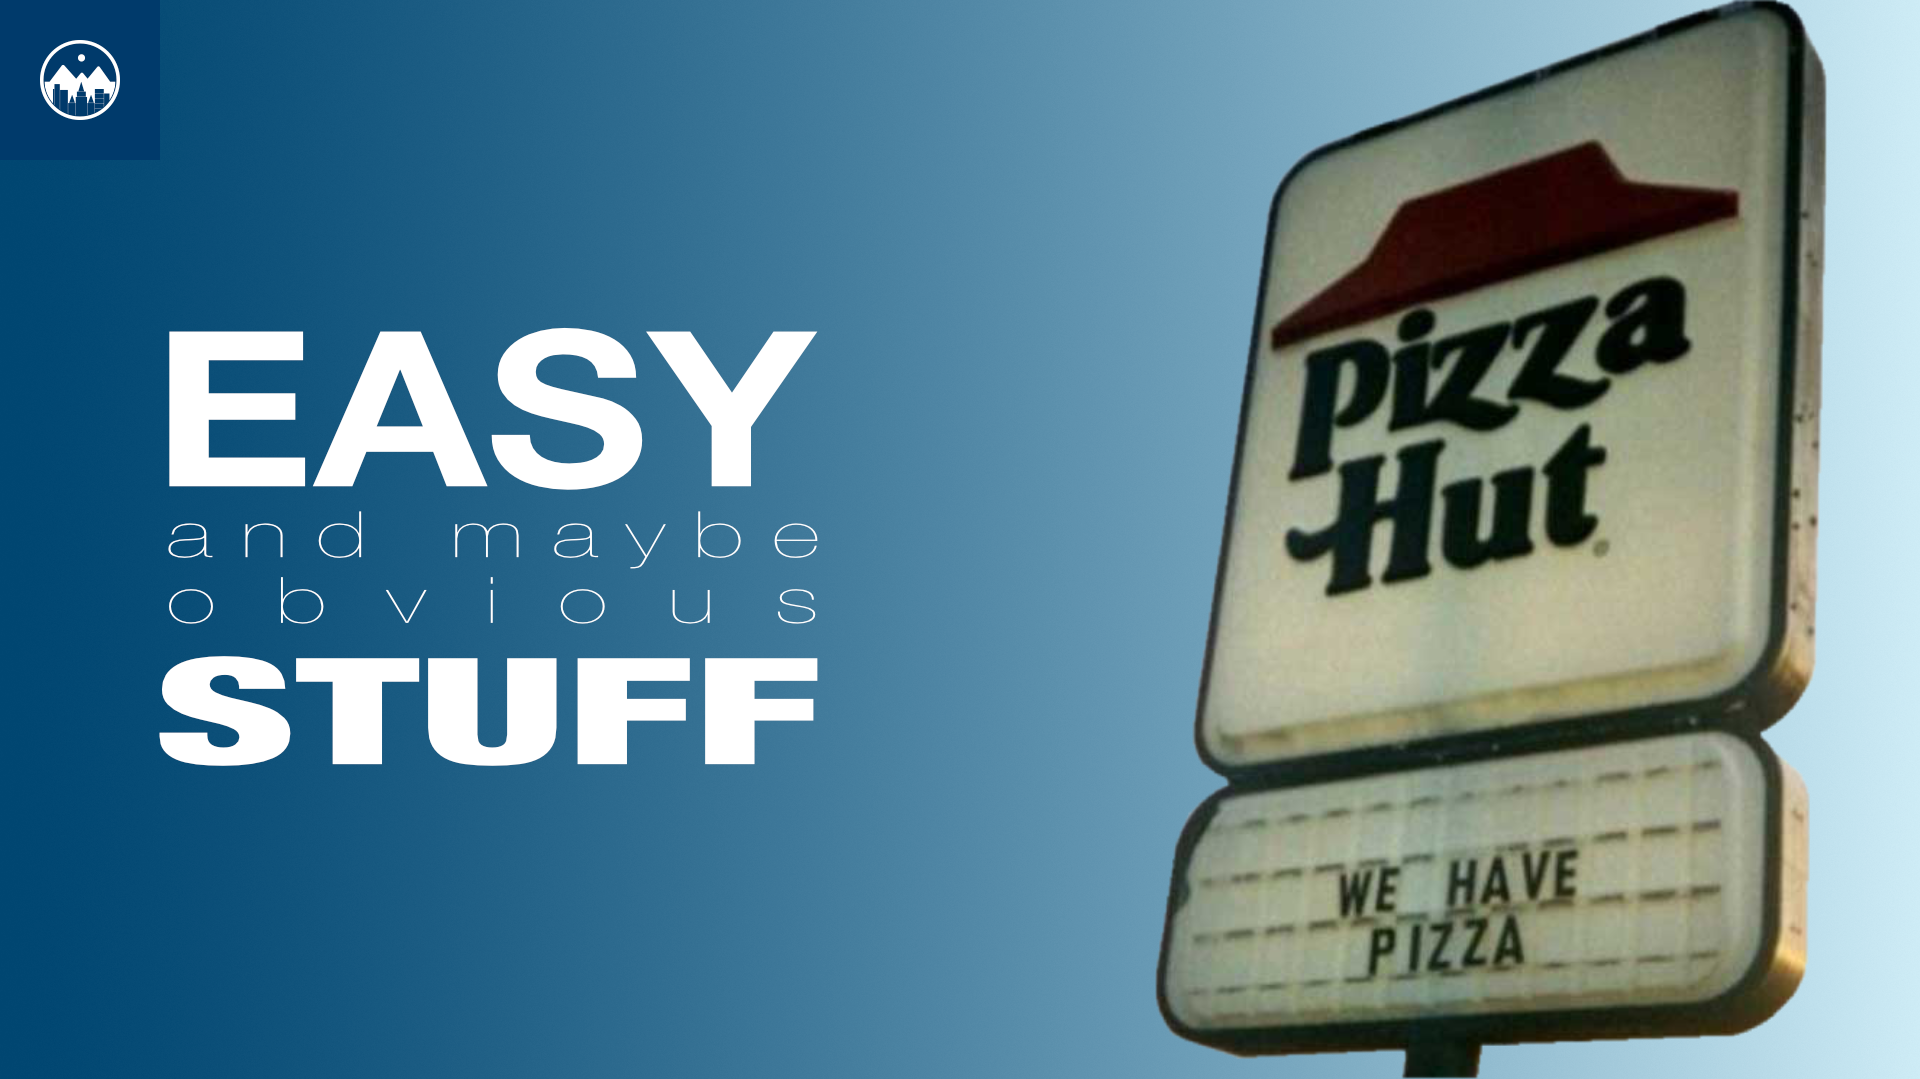 EASY
and maybe
obvious
STUFF
Pizza
Hut
WE HAVE
PIZZA